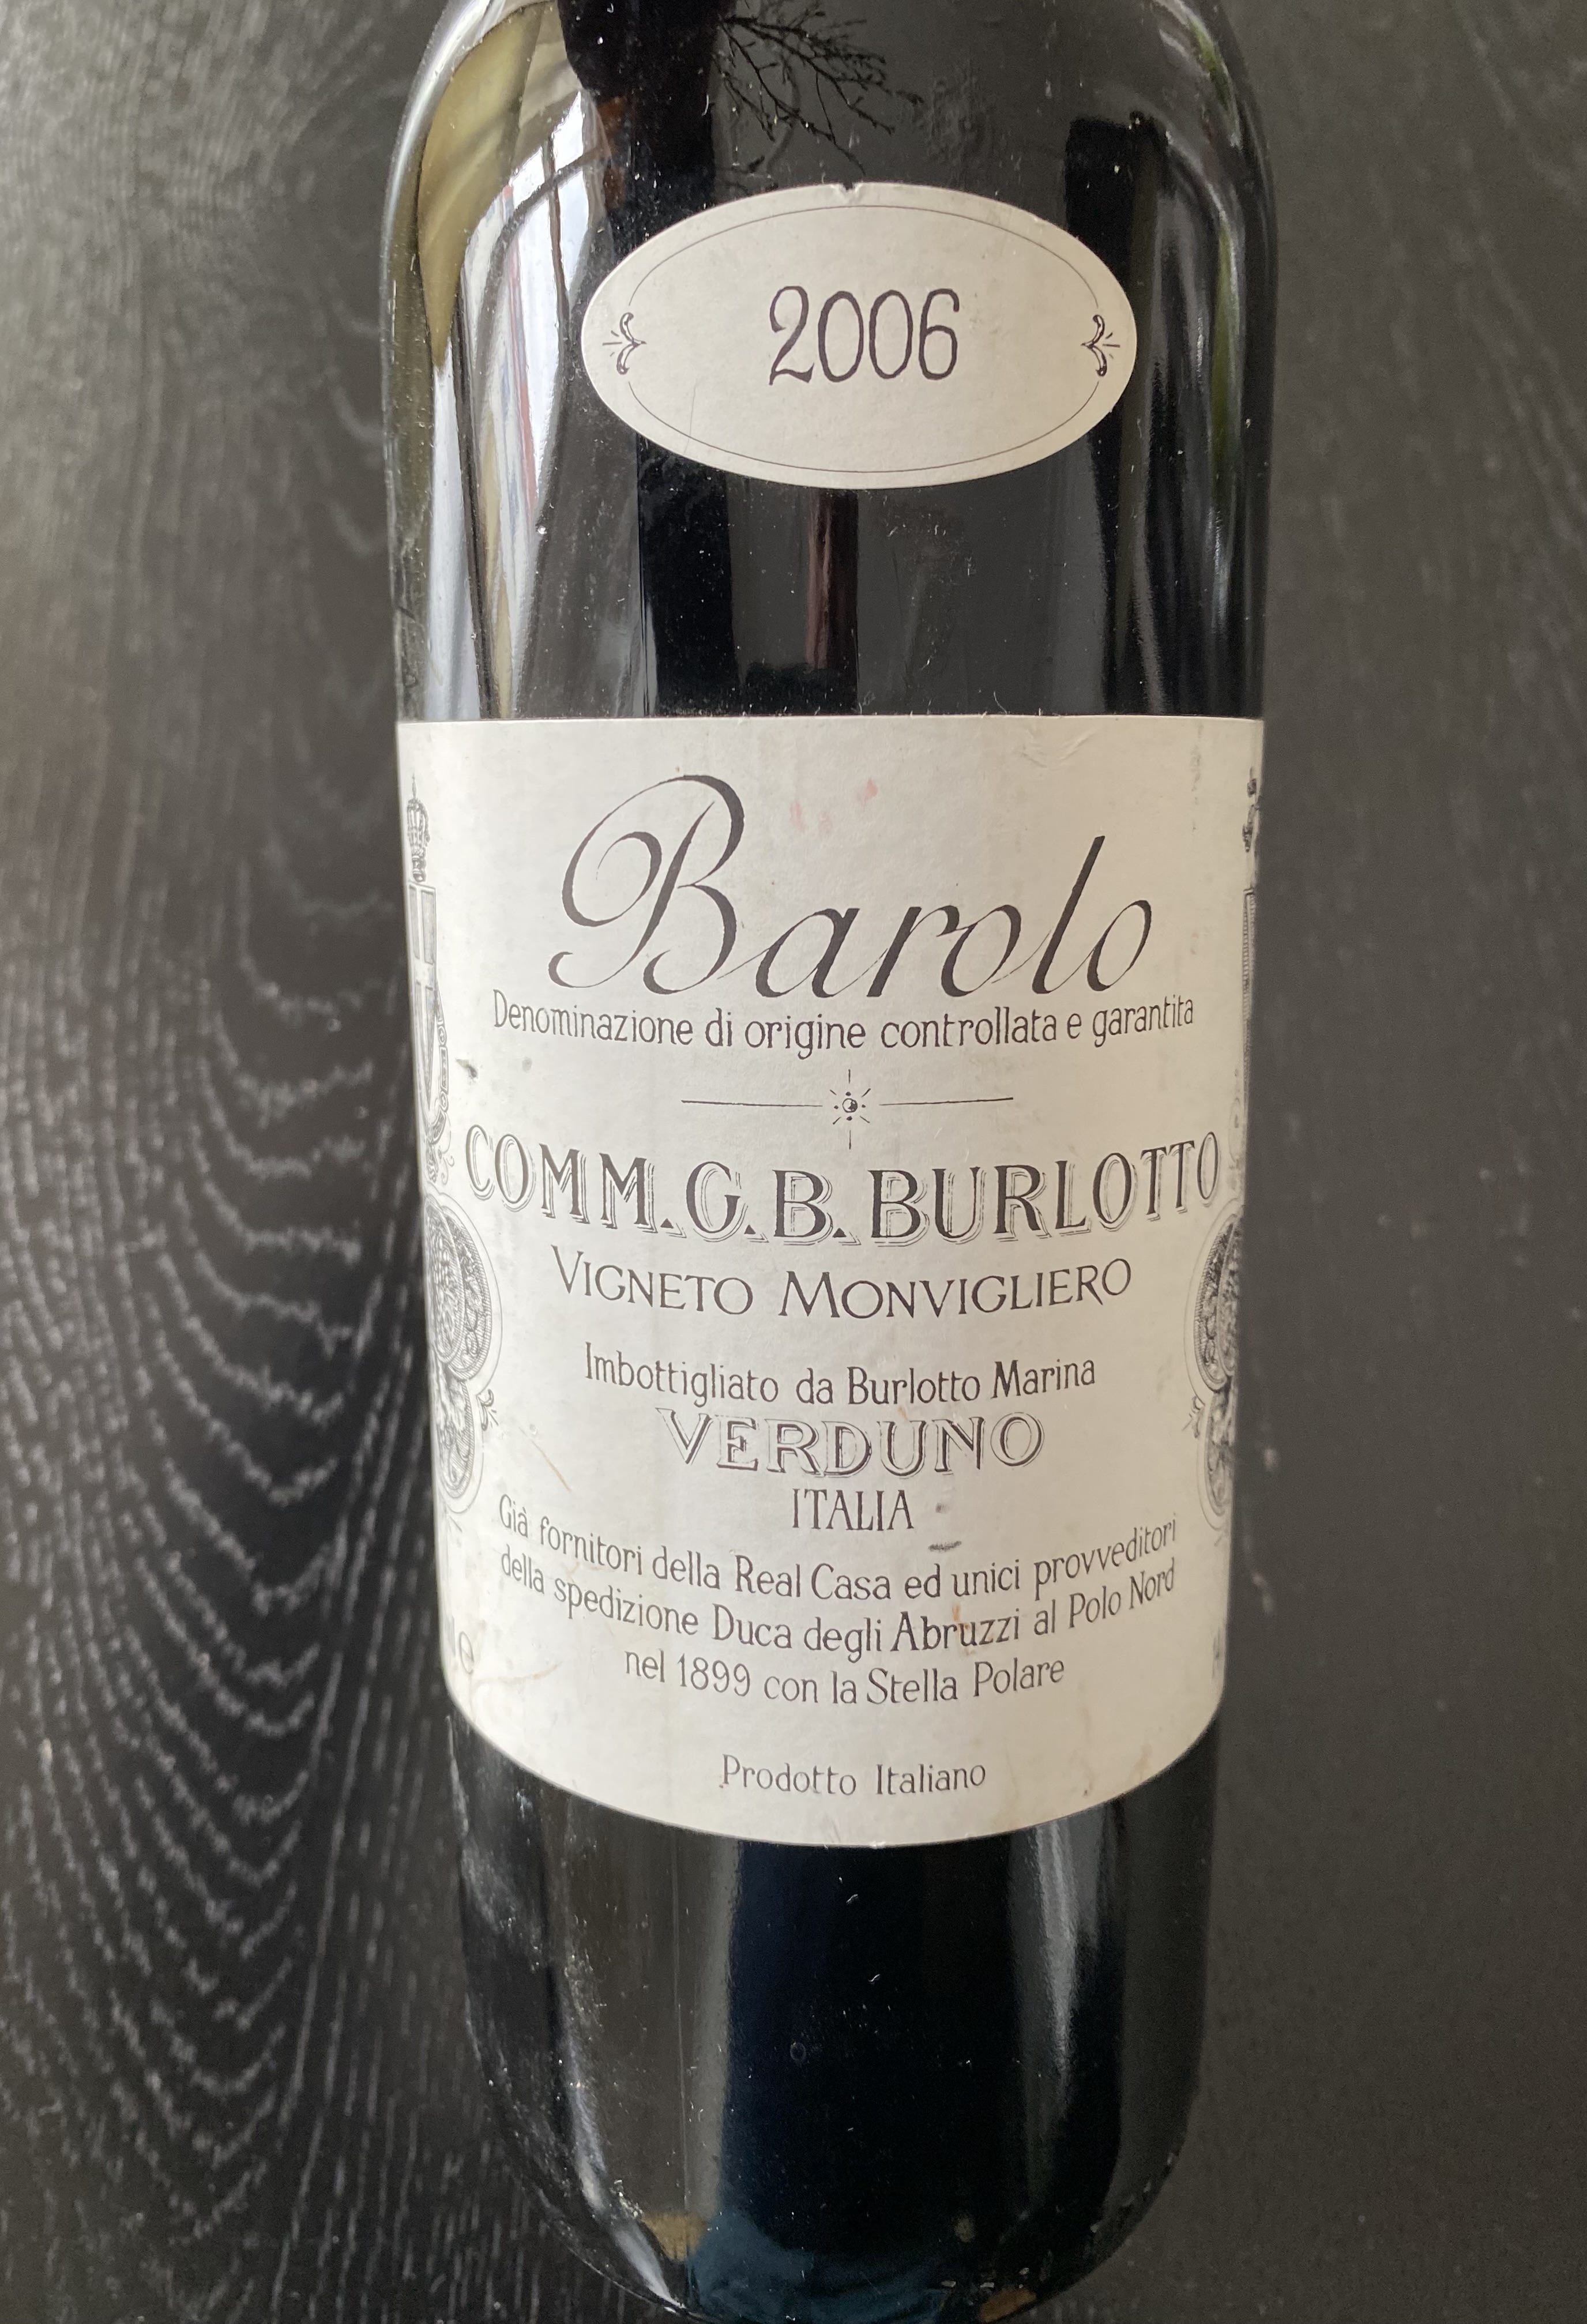 2006
Barolo
Denominazione di origine controllata e garantita
COMM. G. B. BURLOTTO
VIGNETO MONVIGLIERO
Imbottigliato da Burlotto Marina
VERDUNO
ITALIA
Già fornitori della Real Casa ed unici provveditori
della spedizione Duca degli Abruzzi al Polo Nord
nel 1899 con la Stella Polare
Prodotto Italiano